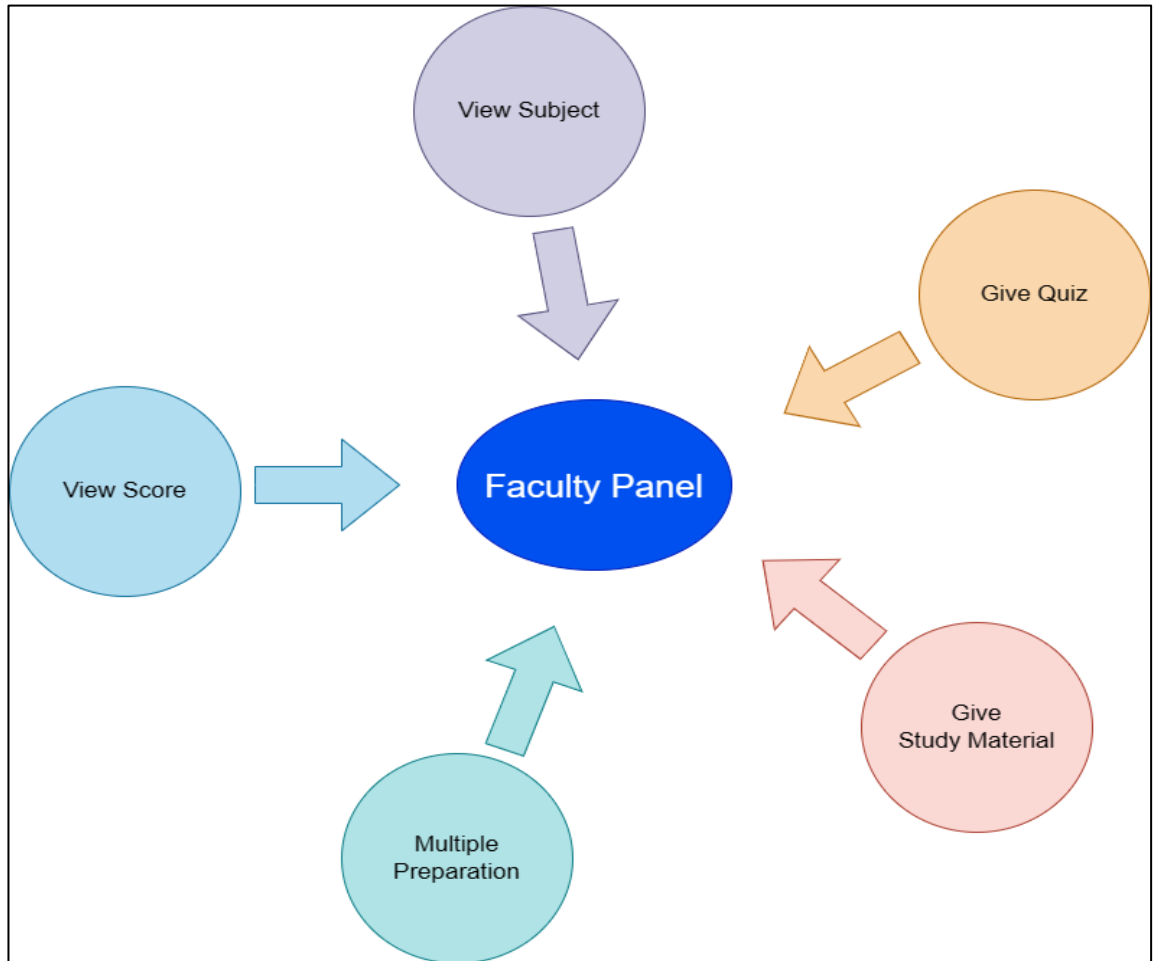 View Subject
Give Quiz
View Score
Faculty Panel
Give
Study Material
Multiple
Preparation